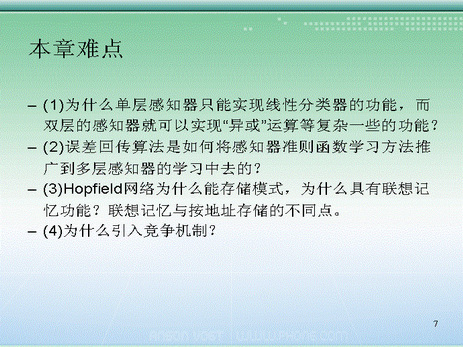 本章难点
– (1)为什么单层感知器只能实现线性分类器的功能，而
双层的感知器就可以实现“异或”运算等复杂一些的功能？
– (2)误差回传算法是如何将感知器准则函数学习方法推
广到多层感知器的学习中去的？
– (3)Hopfield网络为什么能存储模式，为什么具有联想记
忆功能？联想记忆与按地址存储的不同点。
– (4)为什么引入竞争机制？
7